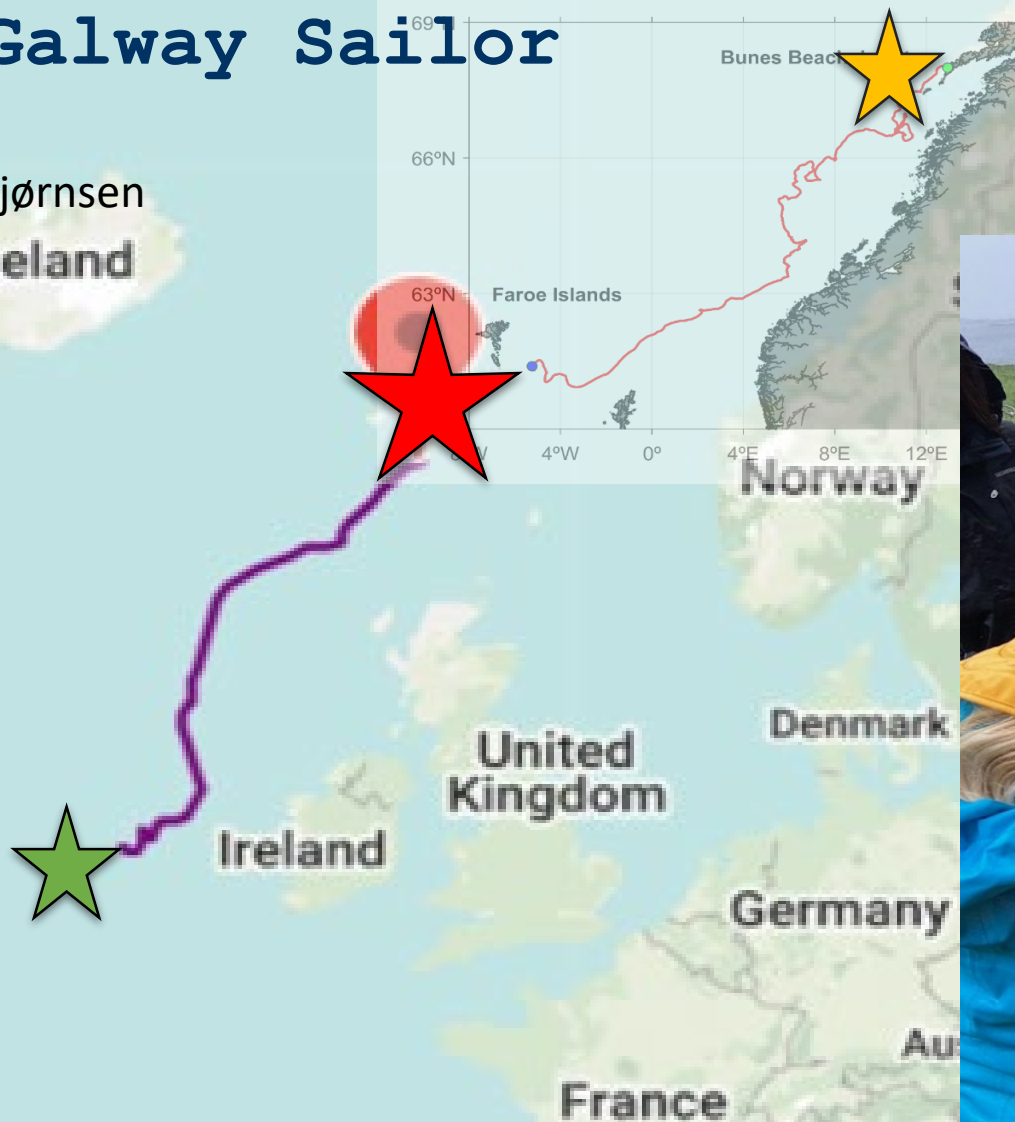 Galway Sailor
69°N
Bunes Beach
66°N
jørnsen
eland
63°N
Faroe Islands
4°W
0°
4°E
8°E
12°E
Norway
Denmark
United
Kingdom
Ireland
Germany
Au
France